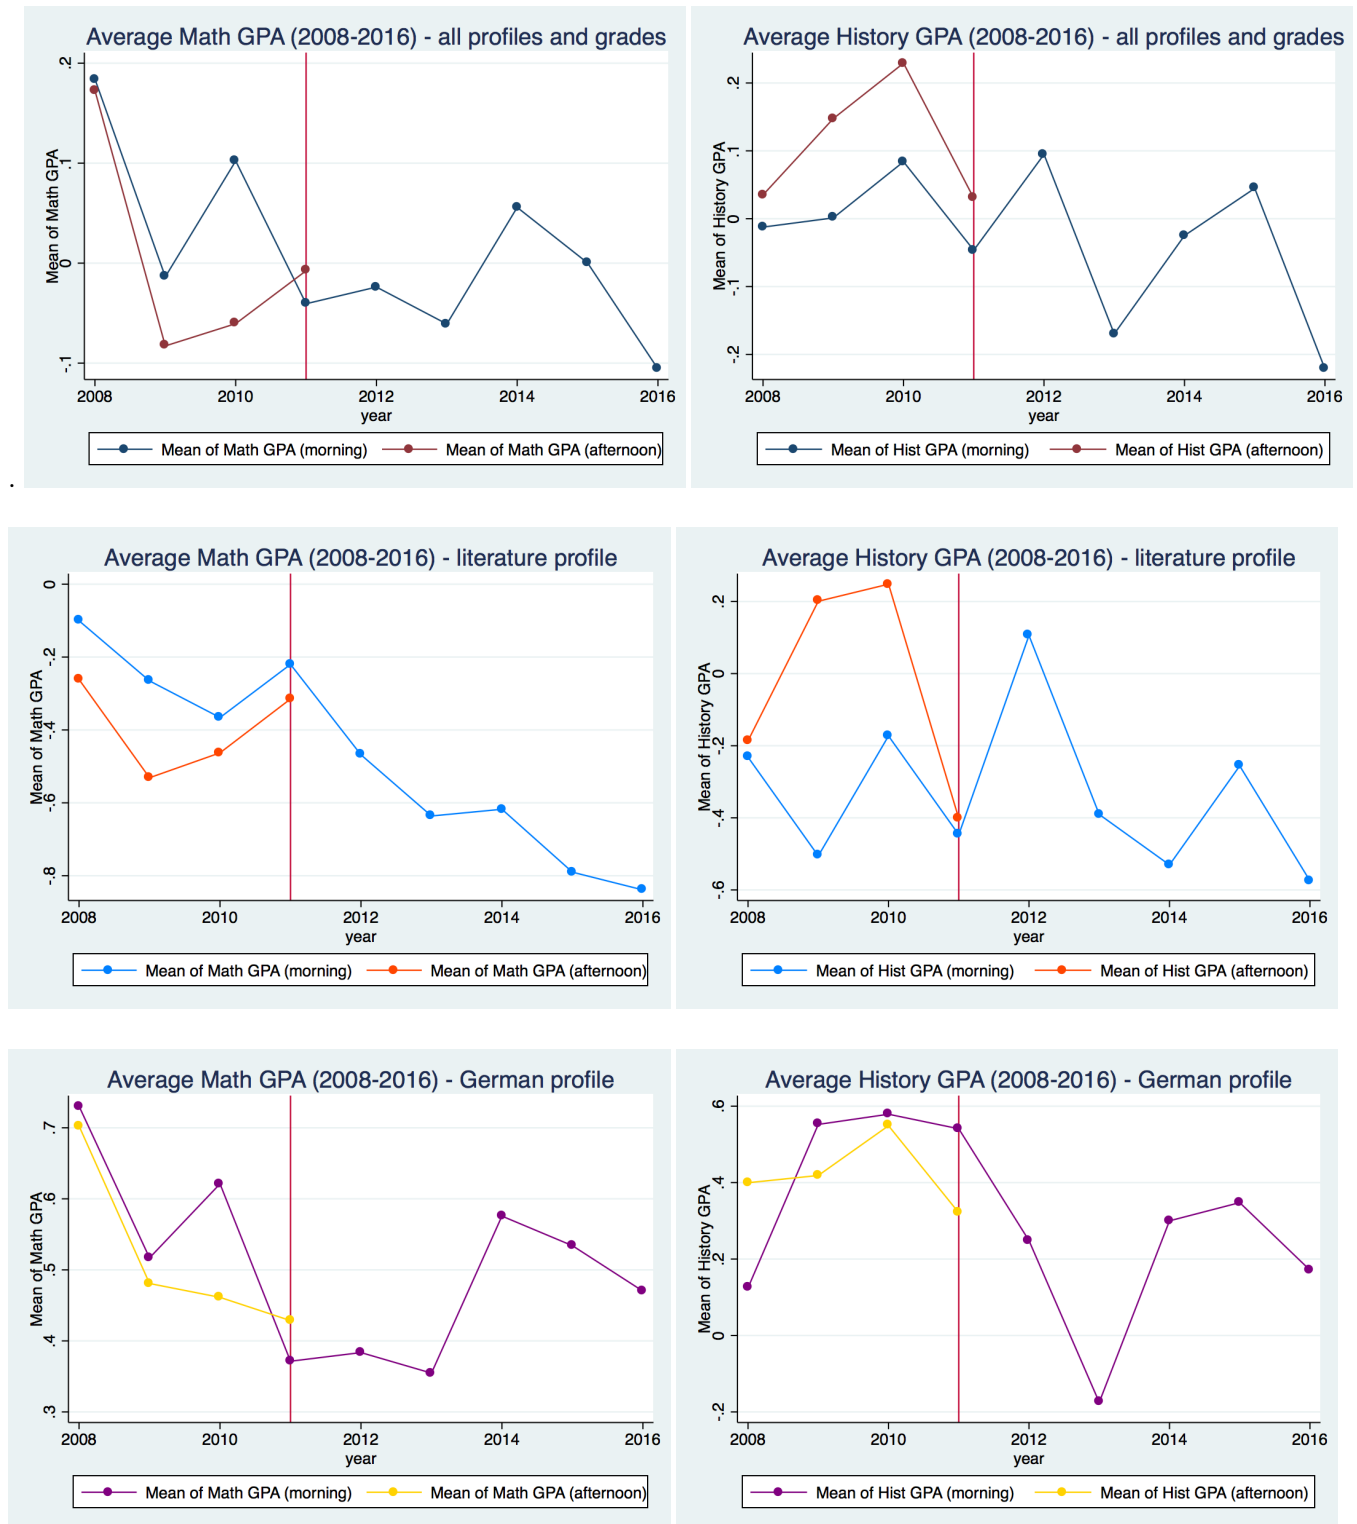 Average Math GPA (2008-2016) - all profiles and grades
Mean of Math GPA
.2
.1
0
-.1
2008 2010 2012 2014 2016
year
Mean of Math GPA (morning) Mean of Math GPA (afternoon)
Average History GPA (2008-2016) - all profiles and grades
Mean of History GPA
.2
.1
0
-.1
-.2
2008 2010 2012 2014 2016
year
Mean of Hist GPA (morning) Mean of Hist GPA (afternoon)
.
Average Math GPA (2008-2016) - literature profile
Mean of Math GPA
0
-.2
-.4
-.6
-.8
2008 2010 2012 2014 2016
year
Mean of Math GPA (morning) Mean of Math GPA (afternoon)
Average History GPA (2008-2016) - literature profile
Mean of History GPA
.2
0
-.2
-.4
-.6
2008 2010 2012 2014 2016
year
Mean of Hist GPA (morning) Mean of Hist GPA (afternoon)
Average Math GPA (2008-2016) - German profile
Mean of Math GPA
.7
.6
.5
.4
.3
2008 2010 2012 2014 2016
year
Mean of Math GPA (morning) Mean of Math GPA (afternoon)
Average History GPA (2008-2016) - German profile
Mean of History GPA
.6
.4
.2
0
-.2
2008 2010 2012 2014 2016
year
Mean of Hist GPA (morning) Mean of Hist GPA (afternoon)